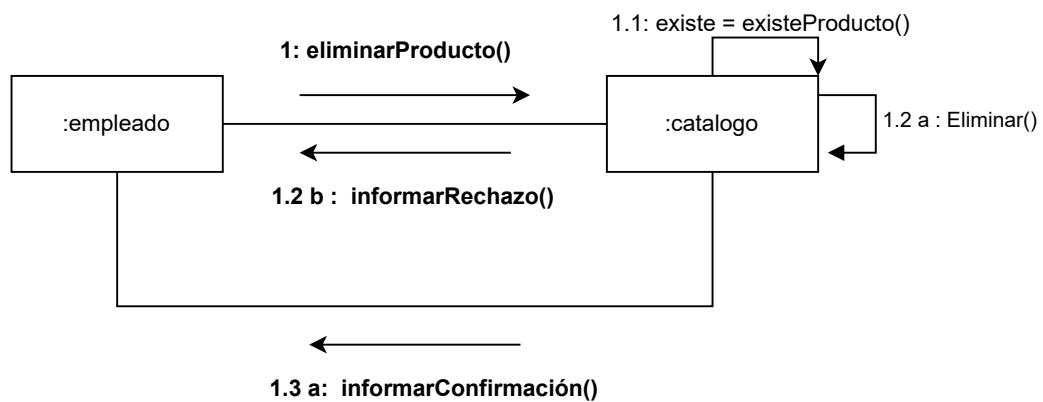 1.1: existe = existeProducto()
1: eliminarProducto()
:empleado
:catalogo
1.2 a : Eliminar()
1.2 b :  informarRechazo()
1.3 a:  informarConfirmación()